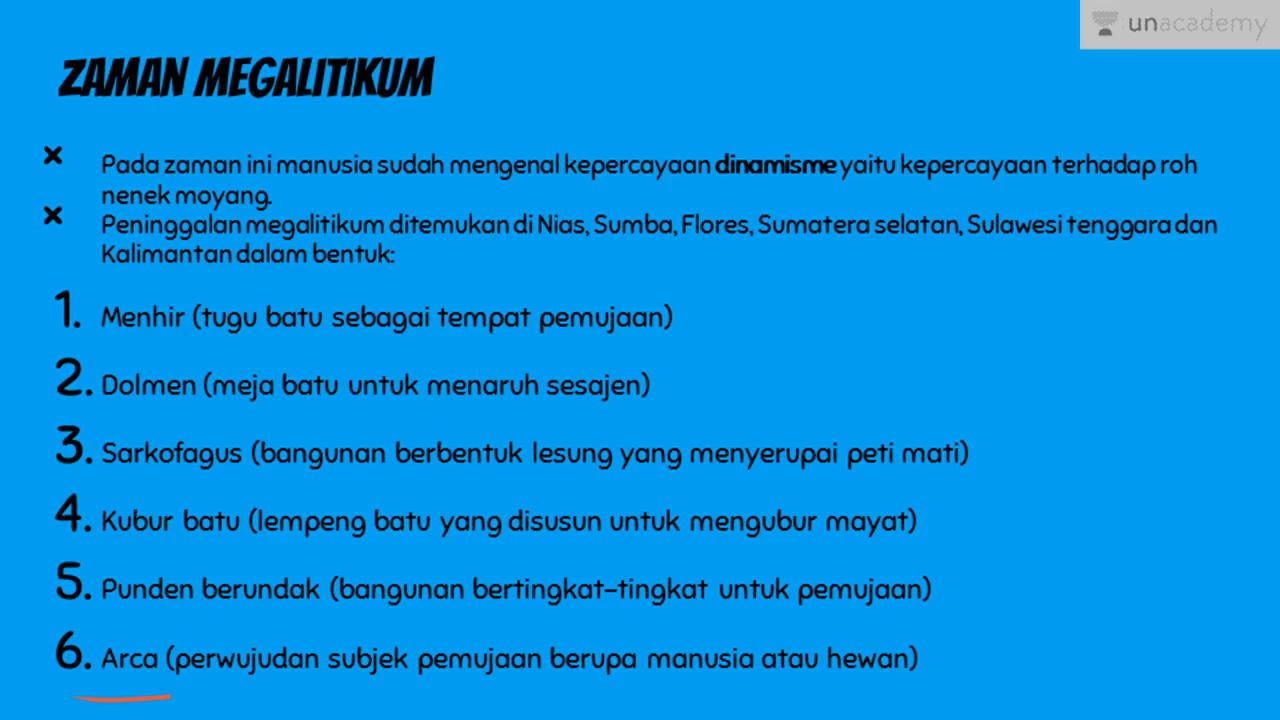 unacademy
ZAMAN MEGALITIKUM
× Pada zaman ini manusia sudah mengenal kepercayaan dinamisme yaitu kepercayaan terhadap roh
nenek moyang.
× Peninggalan megalitikum ditemukan di Nias, Sumba, Flores, Sumatera selatan, Sulawesi tenggara dan
Kalimantan dalam bentuk:
1. Menhir (tugu batu sebagai tempat pemujaan)
2. Dolmen (meja batu untuk menaruh sesajen)
3. Sarkofagus (bangunan berbentuk lesung yang menyerupai peti mati)
4. Kubur batu (lempeng batu yang disusun untuk mengubur mayat)
5. Punden berundak (bangunan bertingkat-tingkat untuk pemujaan)
6. Arca (perwujudan subjek pemujaan berupa manusia atau hewan)